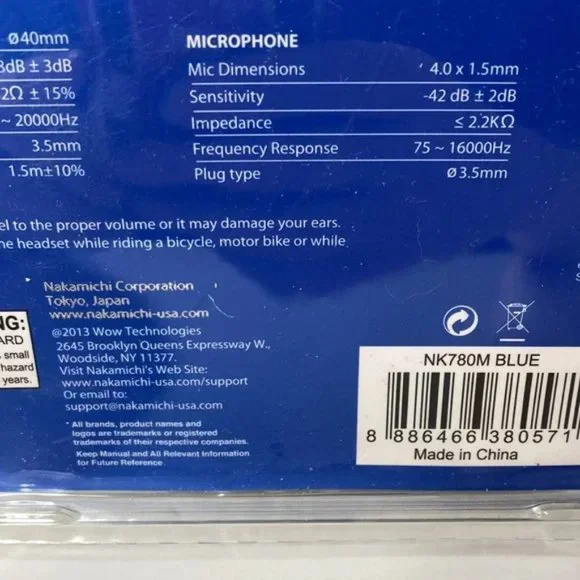 Ø40mm
3dB ± 3dB
2Ω ± 15%
~ 20000Hz
3.5mm
1.5m±10%
MICROPHONE
Mic Dimensions 4.0 x 1.5mm
Sensitivity -42 dB ± 2dB
Impedance ≤ 2.2KΩ
Frequency Response 75 ~ 16000Hz
Plug type Ø3.5mm
to the proper volume or it may damage your ears.
headset while riding a bicycle, motor bike or while
Nakamichi Corporation
Tokyo, Japan
www.nakamichi-usa.com
©2013 Wow Technologies
2645 Brooklyn Queens Expressway W.,
Woodside, NY 11377.
Visit Nakamichi's Web Site:
www.nakamichi-usa.com/support
Or email to:
support@nakamichi-usa.com
* All brands, product names and
logos are trademarks or registered
trademarks of their respective companies.
Keep Manual and All Relevant Information
for Future Reference
NG:
ARD
small
hazard
years.
NK780M BLUE
8 886466 380571
Made in China